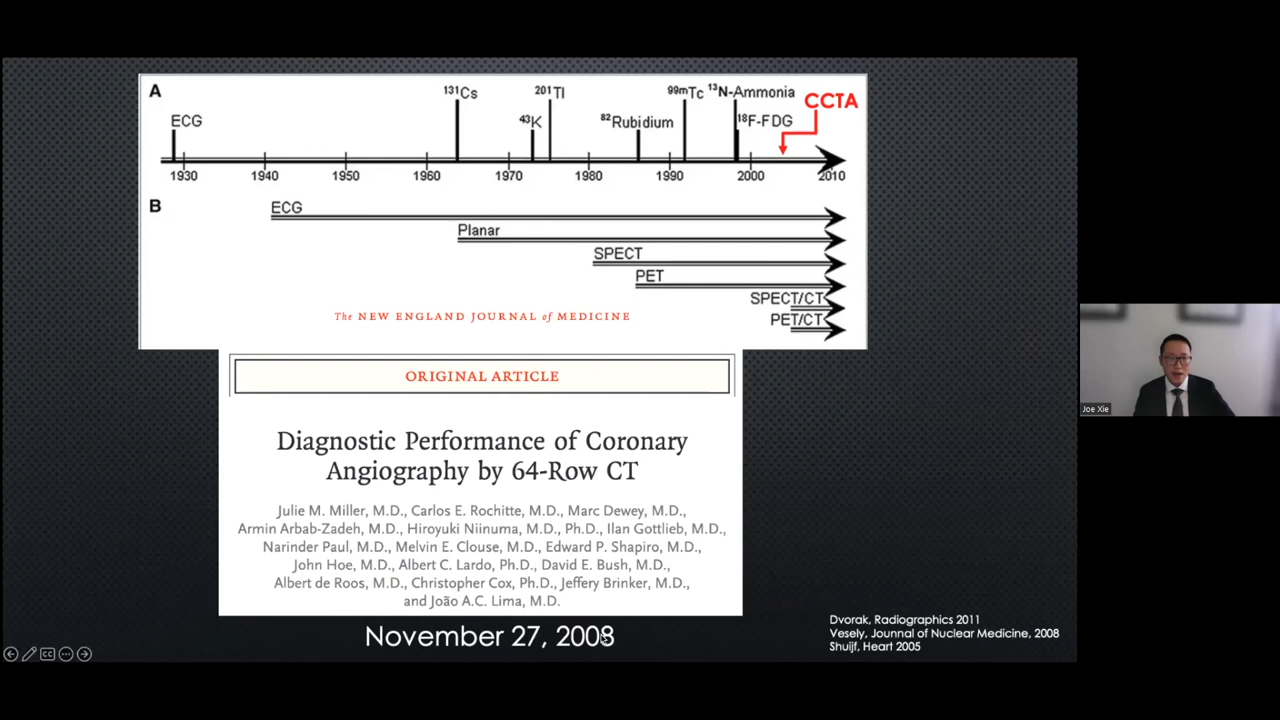 A
131Cs
201Tl
99mTc
13N-Ammonia
CCTA
ECG
43K
82Rubidium
18F-FDG
1930
1940
1950
1960
1970
1980
1990
2000
2010
B
ECG
Planar
SPECT
PET
SPECT/CT
PET/CT
The NEW ENGLAND JOURNAL of MEDICINE
ORIGINAL ARTICLE
Diagnostic Performance of Coronary
Angiography by 64-Row CT
Julie M. Miller, M.D., Carlos E. Rochitte, M.D., Marc Dewey, M.D.,
Armin Arbab-Zadeh, M.D., Hiroyuki Niinuma, M.D., Ph.D., Ilan Gottlieb, M.D.,
Narinder Paul, M.D., Melvin E. Clouse, M.D., Edward P. Shapiro, M.D.,
John Hoe, M.D., Albert C. Lardo, Ph.D., David E. Bush, M.D.,
Albert de Roos, M.D., Christopher Cox, Ph.D., Jeffery Brinker, M.D.,
and João A.C. Lima, M.D.
November 27, 2008
Dvorak, Radiographics 2011
Vesely, Jounnal of Nuclear Medicine, 2008
Shuijf, Heart 2005
CC
Joe Xie